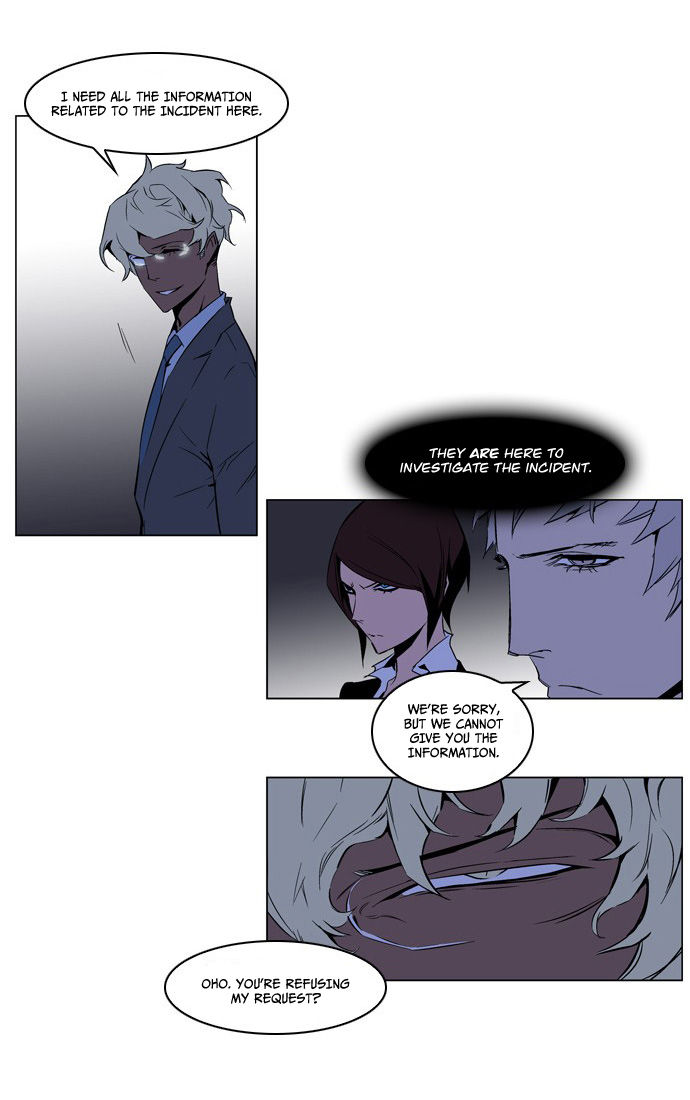 I NEED ALL THE INFORMATION
RELATED TO THE INCIDENT HERE.
THEY ARE HERE TO
INVESTIGATE THE INCIDENT.
WE'RE SORRY,
BUT WE CANNOT
GIVE YOU THE
INFORMATION.
OHO. YOU'RE REFUSING
MY REQUEST?